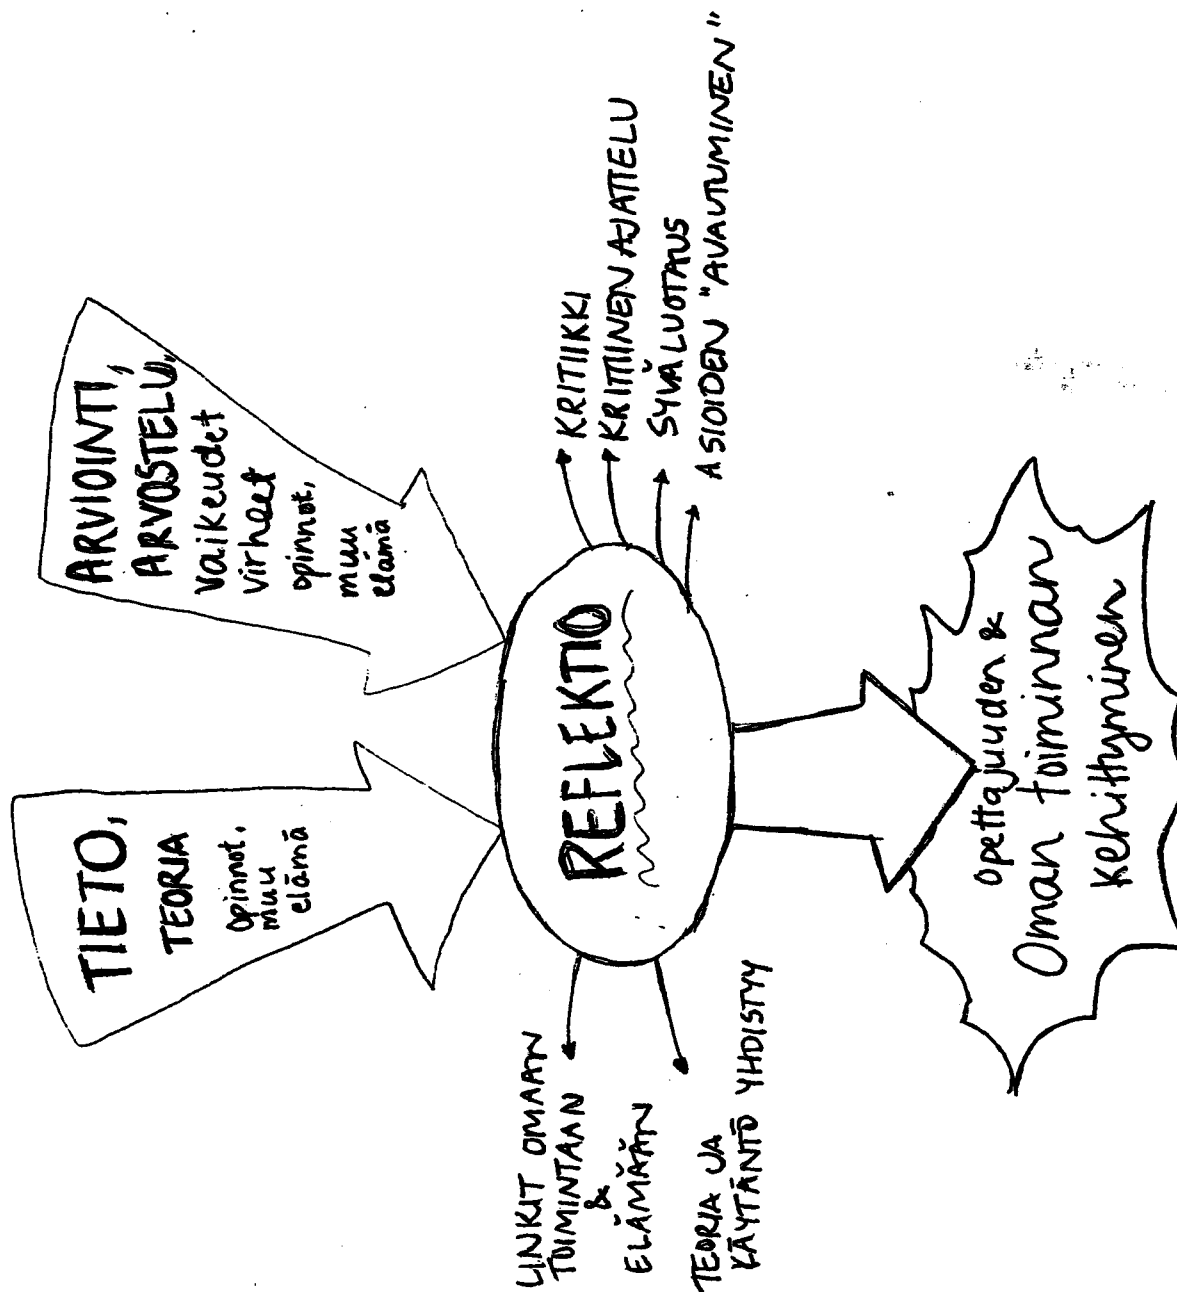 TIETO,
TEORIA
opinnot,
muu
elämä
ARVIOINTI,
ARVOSTELU,
vaikeudet
virheet
opinnot,
muu
elämä
REFLEKTIO
LINKIT OMAAN
TOIMINTAAN
&
ELÄMÄÄN
TEORIA JA
KÄYTÄNTÖ YHDISTYY
KRITIIKKI
KRITIINEN AJATTELU
SYVÄLUOTAUS
ASIOIDEN "AVAUTUMINEN"
opettajuuden &
Oman toiminnan
kehittyminen